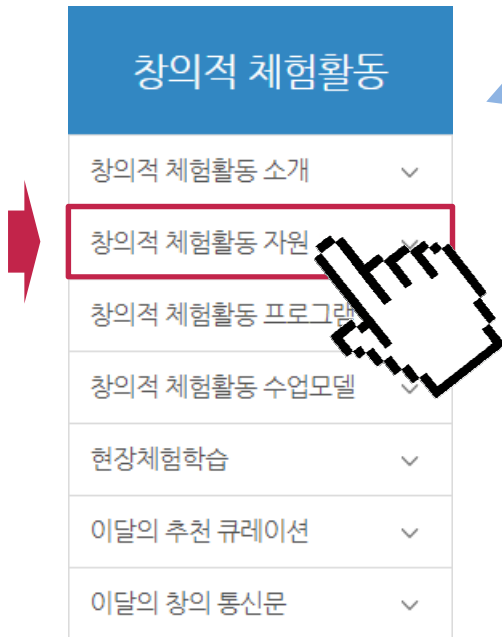 창의적 체험활동
창의적 체험활동 소개
창의적 체험활동 자원
창의적 체험활동 프로그램
창의적 체험활동 수업모델
현장체험학습
이달의 추천 큐레이션
이달의 창의 통신문